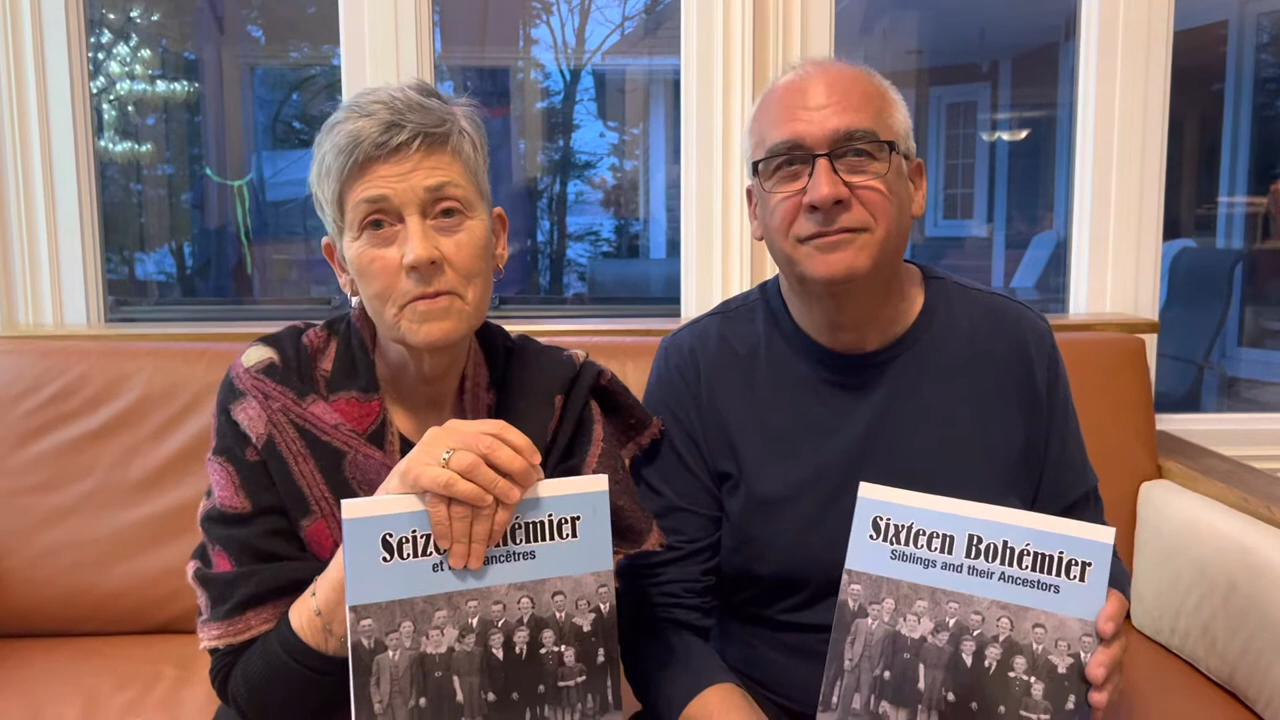 Seize Bohémier
et ancêtres
Sixteen Bohémier
Siblings and their Ancestors